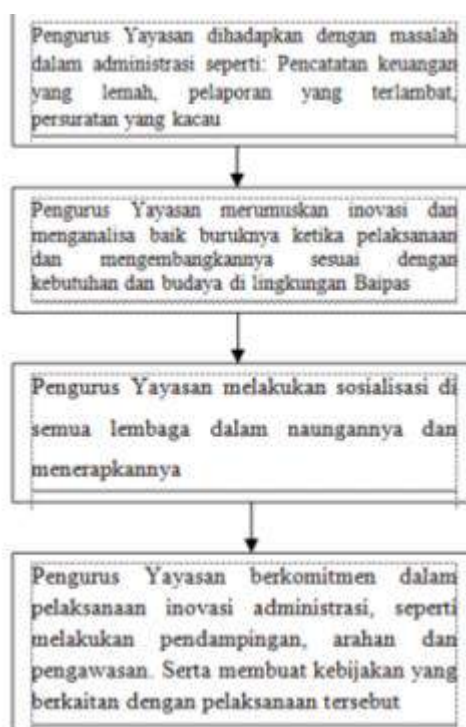 Pengurus Yayasan dihadapkan dengan masalah
dalam administrasi seperti: Pencatatan keuangan
yang lemah, pelaporan yang terlambat,
persuratan yang kacau
Pengurus Yayasan merumuskan inovasi dan
menganalisa baik buruknya ketika pelaksanaan
dan mengembangkannya sesuai dengan
kebutuhan dan budaya di lingkungan Baipas
Pengurus Yayasan melakukan sosialisasi di
semua lembaga dalam naungannya dan
menerapkannya
Pengurus Yayasan berkomitmen dalam
pelaksanaan inovasi administrasi, seperti
melakukan pendampingan, arahan dan
pengawasan. Serta membuat kebijakan yang
berkaitan dengan pelaksanaan tersebut